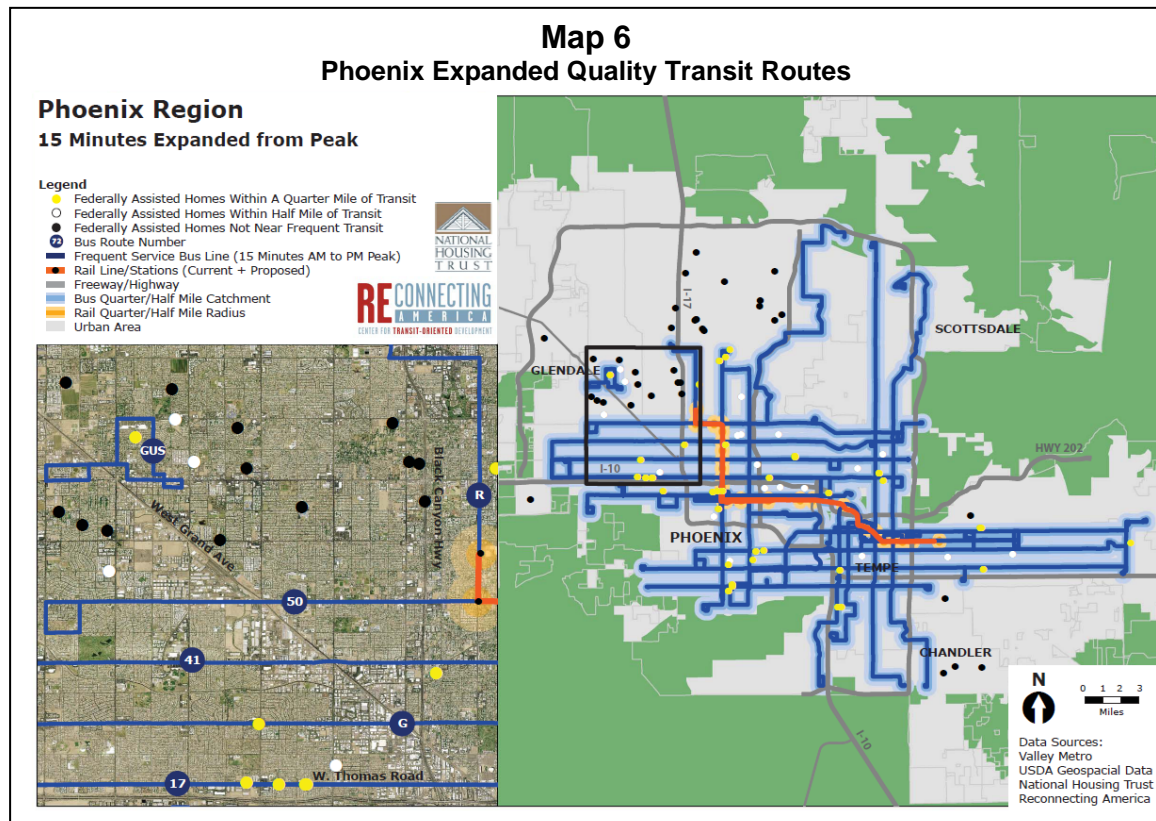 Map 6
Phoenix Expanded Quality Transit Routes
Phoenix Region
15 Minutes Expanded from Peak
Legend
Federally Assisted Homes Within A Quarter Mile of Transit
Federally Assisted Homes Within Half Mile of Transit
Federally Assisted Homes Not Near Frequent Transit
72 Bus Route Number
Frequent Service Bus Line (15 Minutes AM to PM Peak)
Rail Line/Stations (Current + Proposed)
Freeway/Highway
Bus Quarter/Half Mile Catchment
Rail Quarter/Half Mile Radius
Urban Area
NATIONAL
HOUSING
TRUST
RECONNECTING
AMERICA
CENTER FOR TRANSIT-ORIENTED DEVELOPMENT
GUS
Black Canyon Hwy
R
West Grand Ave
50
41
G
W. Thomas Road
17
I-17
SCOTTSDALE
GLENDALE
HWY 202
I-10
PHOENIX
TEMPE
CHANDLER
I-10
N
0 1 2 3
Miles
Data Sources:
Valley Metro
USDA Geospacial Data
National Housing Trust
Reconnecting America